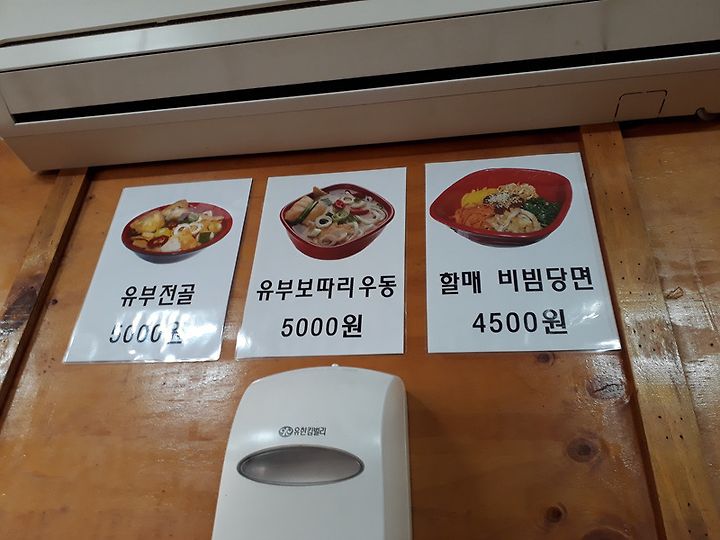 유부전골
유부보따리우동
5000원
할매 비빔당면
4500원
유한킴벌리